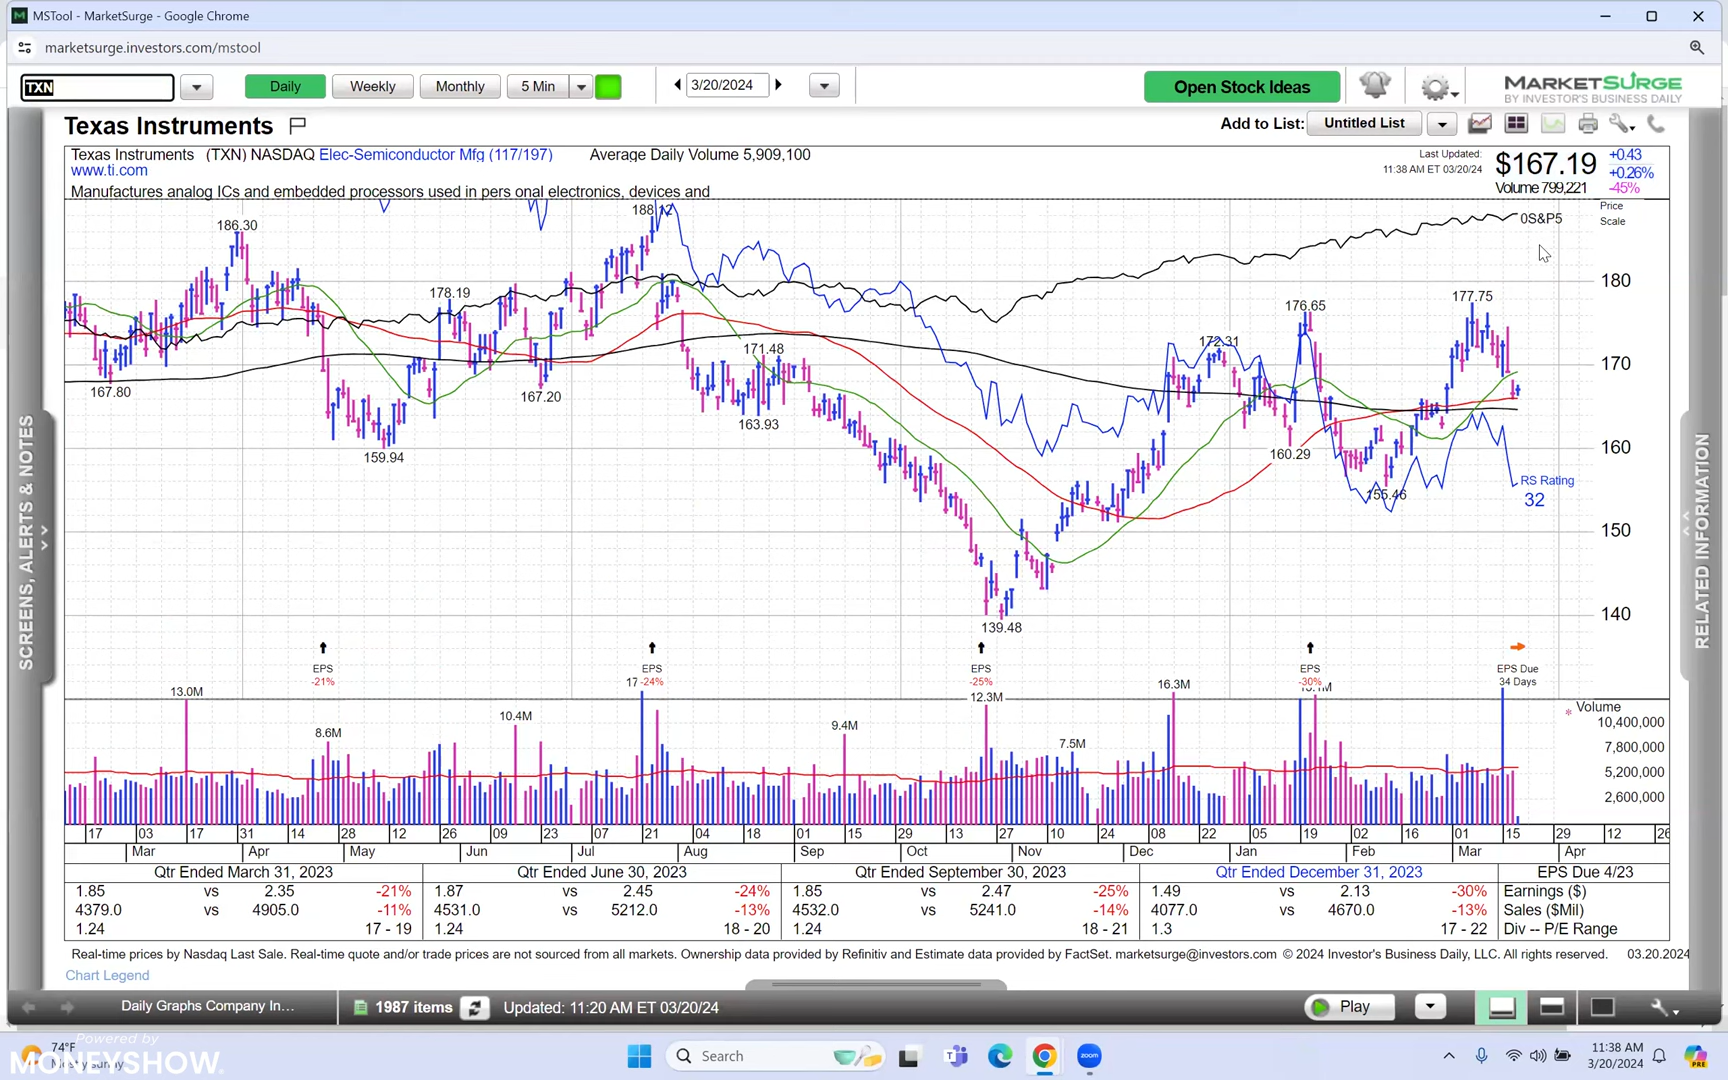 MSTool - MarketSurge - Google Chrome
marketsurge.investors.com/mstool
TXN Daily Weekly Monthly 5 Min 3/20/2024 Open Stock Ideas MARKETSURGE
BY INVESTOR'S BUSINESS DAILY
Texas Instruments Add to List: Untitled List
Texas Instruments (TXN) NASDAQ Elec-Semiconductor Mfg (117/197) Average Daily Volume 5,909,100
www.ti.com
Manufactures analog ICs and embedded processors used in pers onal electronics, devices and
Last Updated:
11:38 AM ET 03/20/24
$167.19 +0.43
+0.26%
Volume 799,221 -45%
Price
Scale
0S&P5
186.30 188.12
180
178.19 176.65 177.75
171.48 172.31
170
167.80 167.20
163.93
160
159.94 160.29
155.46
RS Rating
32
150
140
139.48
EPS EPS EPS EPS EPS Due
-21% 17 -24% -25% -30% 34 Days
13.0M 12.3M 16.3M
10.4M
8.6M 9.4M 7.5M
Volume
10,400,000
7,800,000
5,200,000
2,600,000
17 03 17 31 14 28 12 26 09 23 07 21 04 18 01 15 29 13 27 10 24 08 22 05 19 02 16 01 15 29 12 26
Mar Apr May Jun Jul Aug Sep Oct Nov Dec Jan Feb Mar Apr
Qtr Ended March 31, 2023 Qtr Ended June 30, 2023 Qtr Ended September 30, 2023 Qtr Ended December 31, 2023 EPS Due 4/23
1.85 vs 2.35 -21% 1.87 vs 2.45 -24% 1.85 vs 2.47 -25% 1.49 vs 2.13 -30% Earnings ($)
4379.0 vs 4905.0 -11% 4531.0 vs 5212.0 -13% 4532.0 vs 5241.0 -14% 4077.0 vs 4670.0 -13% Sales ($Mil)
1.24 17 - 19 1.24 18 - 20 1.24 18 - 21 1.3 17 - 22 Div -- P/E Range
Real-time prices by Nasdaq Last Sale. Real-time quote and/or trade prices are not sourced from all markets. Ownership data provided by Refinitiv and Estimate data provided by FactSet. marketsurge@investors.com © 2024 Investor's Business Daily, LLC. All rights reserved. 03.20.2024
Chart Legend
SCREENS, ALERTS & NOTES
RELATED INFORMATION
Daily Graphs Company In... 1987 items Updated: 11:20 AM ET 03/20/24 Play
Powered by
MONEYSHOW.
74°F
Search
zoom
PRE
11:38 AM
3/20/2024